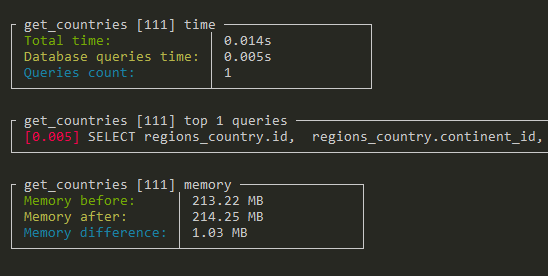 get_countries [111] time
Total time: 0.014s
Database queries time: 0.005s
Queries count: 1
get_countries [111] top 1 queries
[0.005] SELECT regions_country.id,  regions_country.continent_id,
get_countries [111] memory
Memory before: 213.22 MB
Memory after: 214.25 MB
Memory difference: 1.03 MB